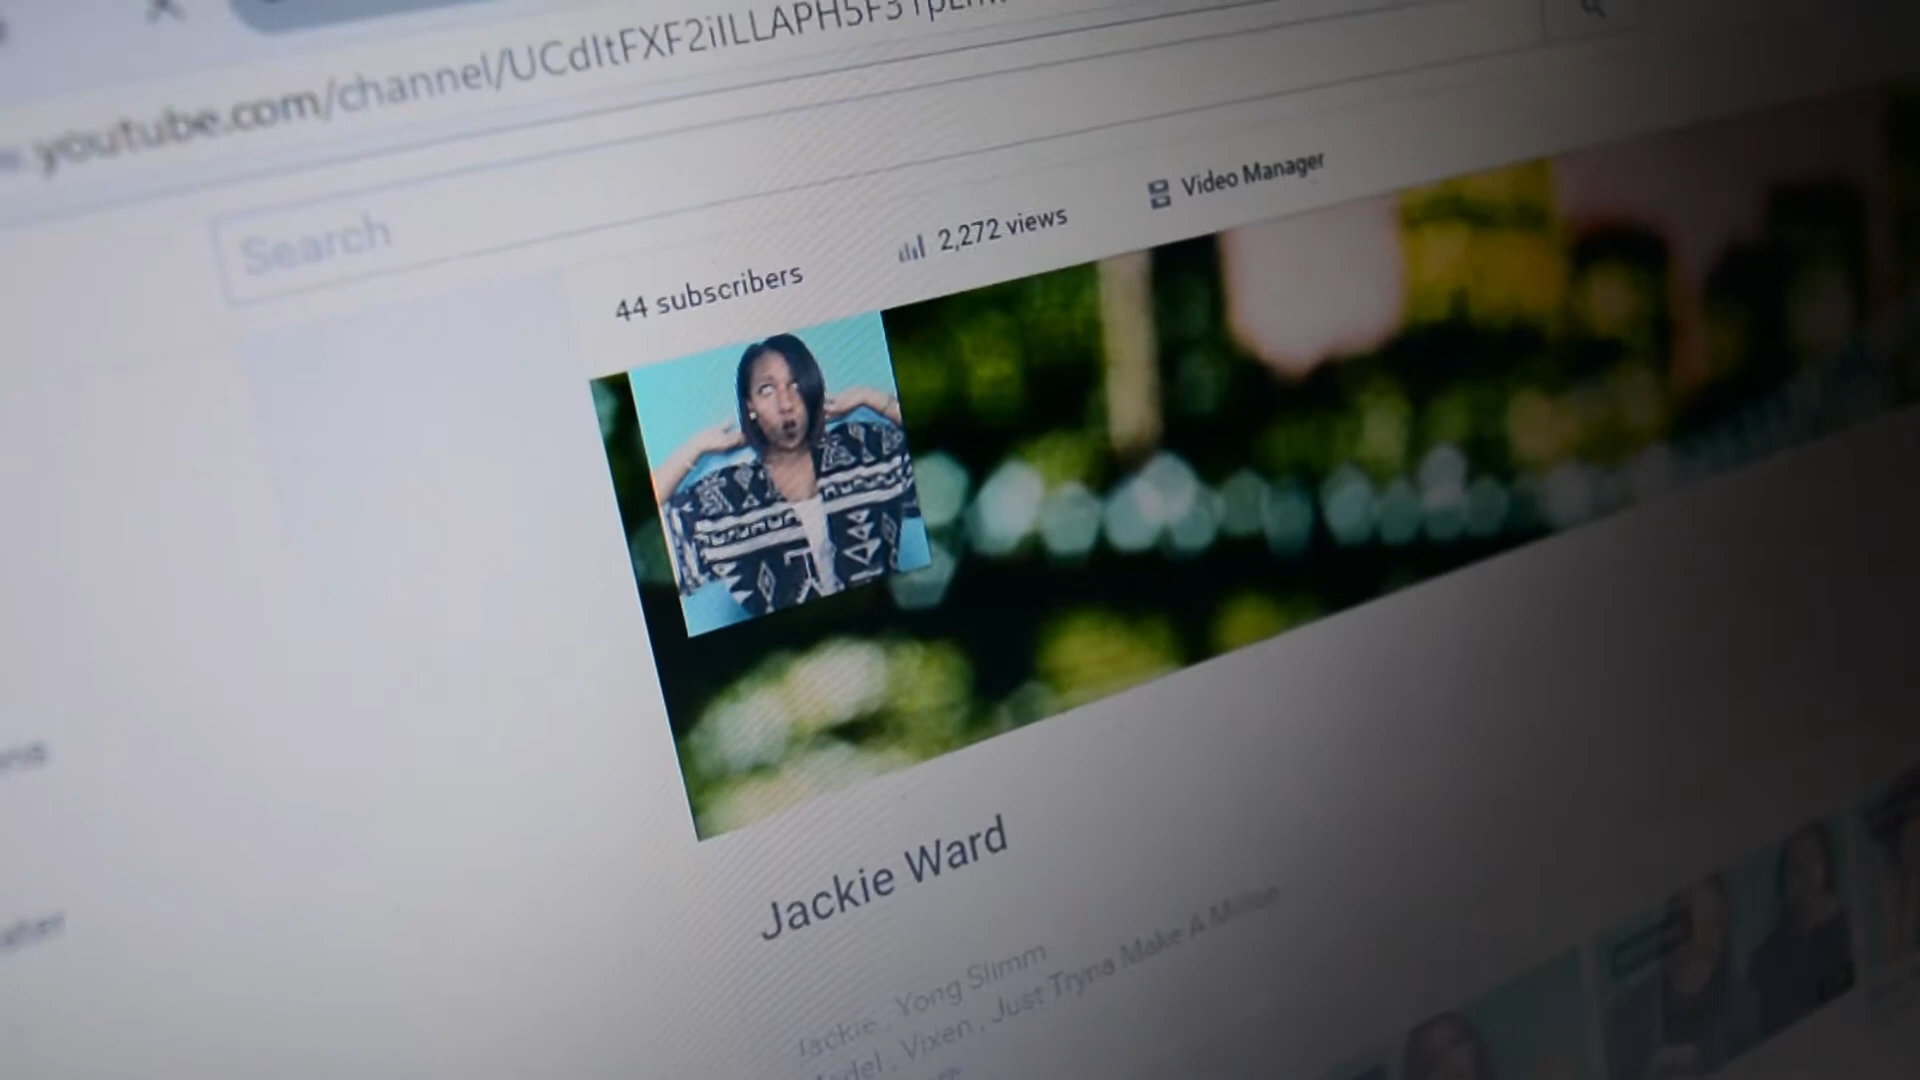 youtube.com/channel/UCdItFXF2iILLAPH5F3
Search
44 subscribers
2,272 views
Video Manager
Jackie Ward
Jackie . Yong Slimm
Vixen . Just Tryna Make A Million